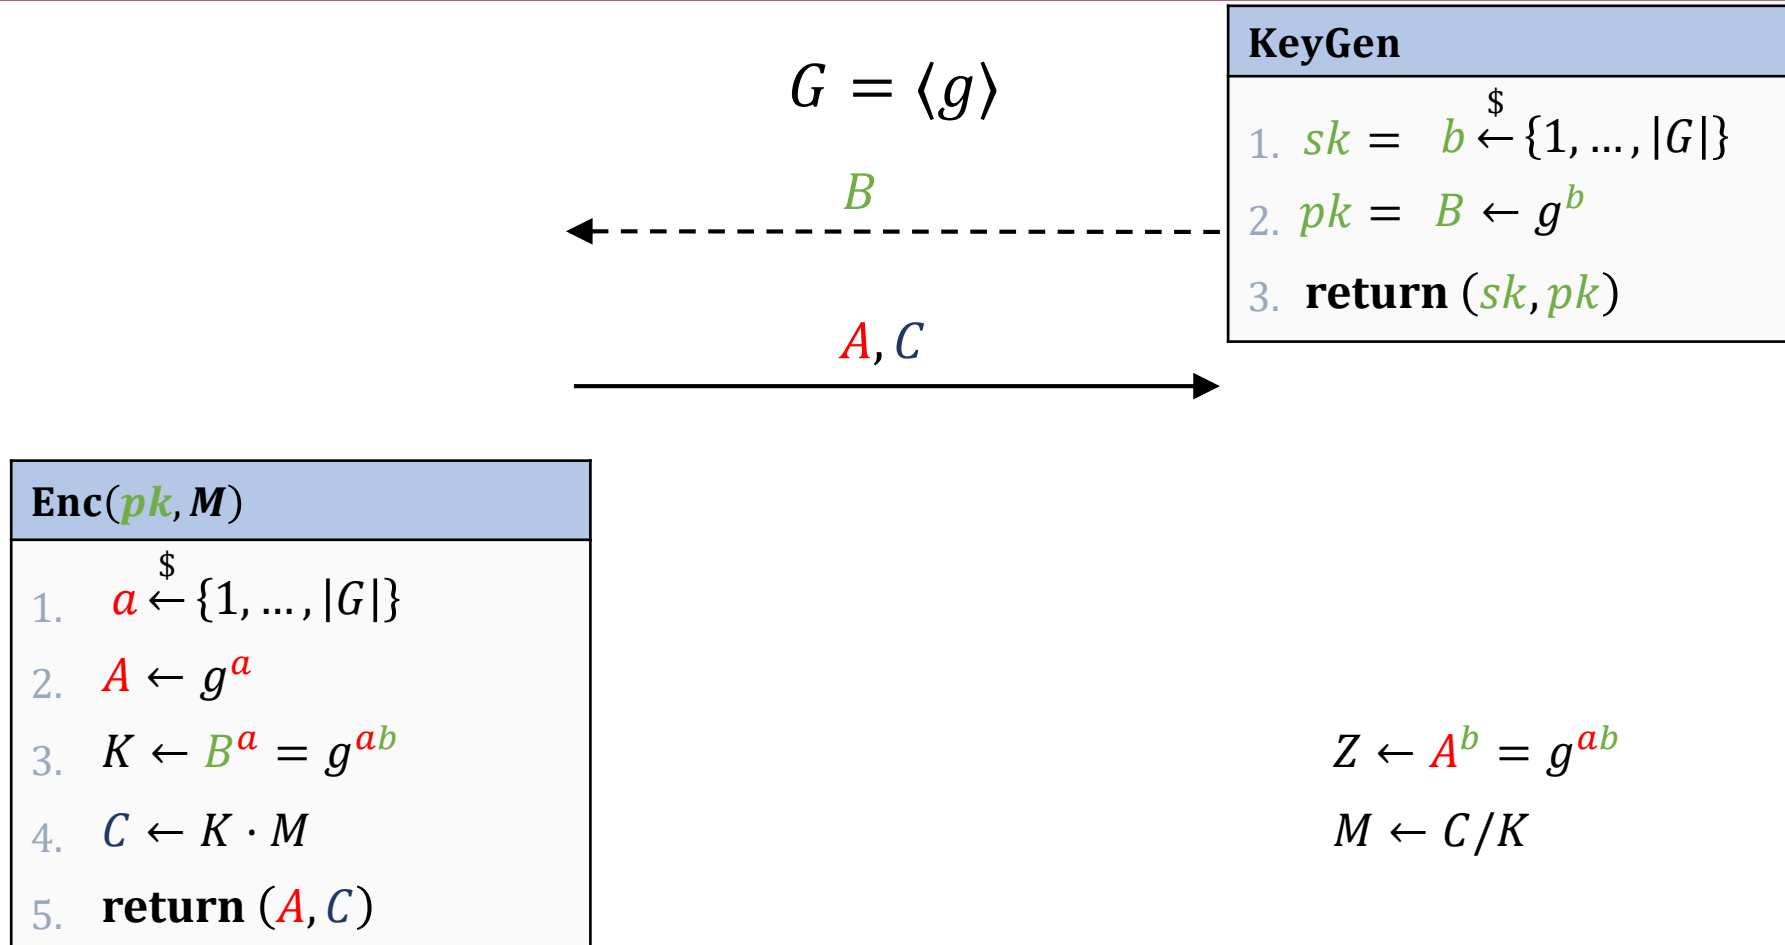 G = ⟨g⟩
B
A, C
KeyGen
1. sk = b ←$ {1, ..., |G|}
2. pk = B ← g^b
3. return (sk, pk)
Enc(pk, M)
1. a ←$ {1, ..., |G|}
2. A ← g^a
3. K ← B^a = g^ab
4. C ← K · M
5. return (A, C)
Z ← A^b = g^ab
M ← C/K